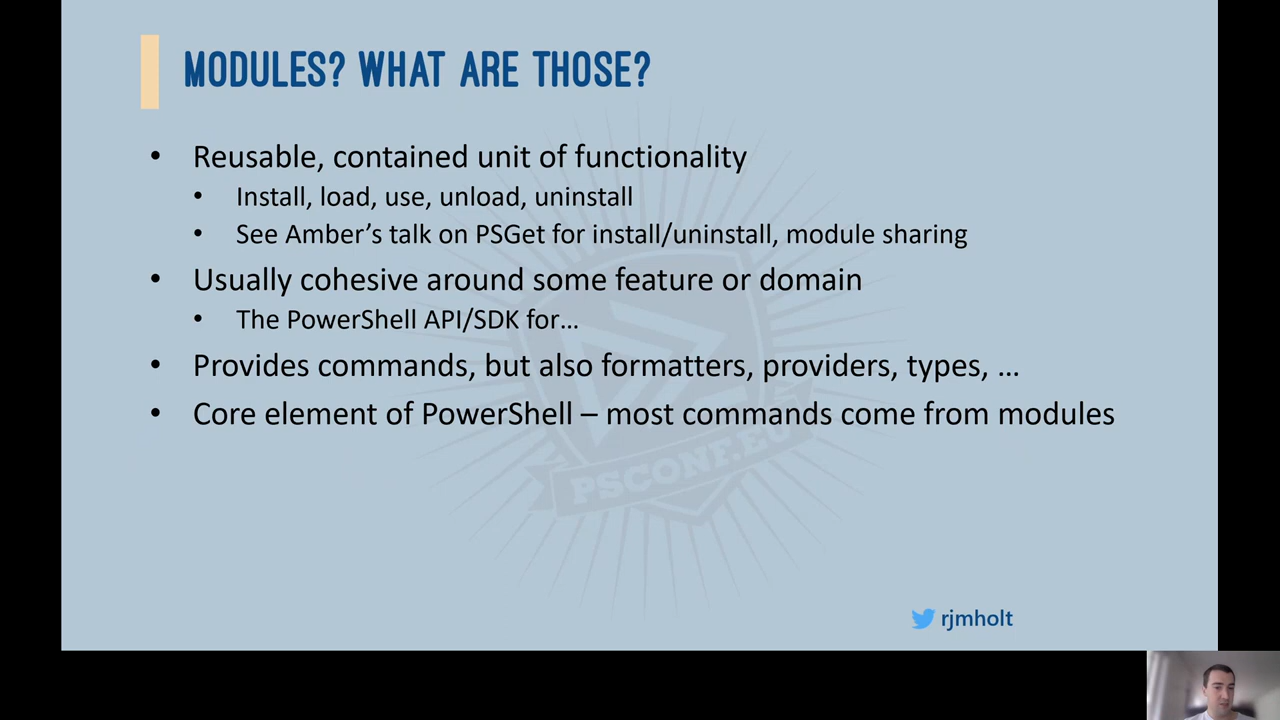 MODULES? WHAT ARE THOSE?
• Reusable, contained unit of functionality
• Install, load, use, unload, uninstall
• See Amber’s talk on PSGet for install/uninstall, module sharing
• Usually cohesive around some feature or domain
• The PowerShell API/SDK for…
• Provides commands, but also formatters, providers, types, …
• Core element of PowerShell – most commands come from modules
PSCONF.EU
rjmholt